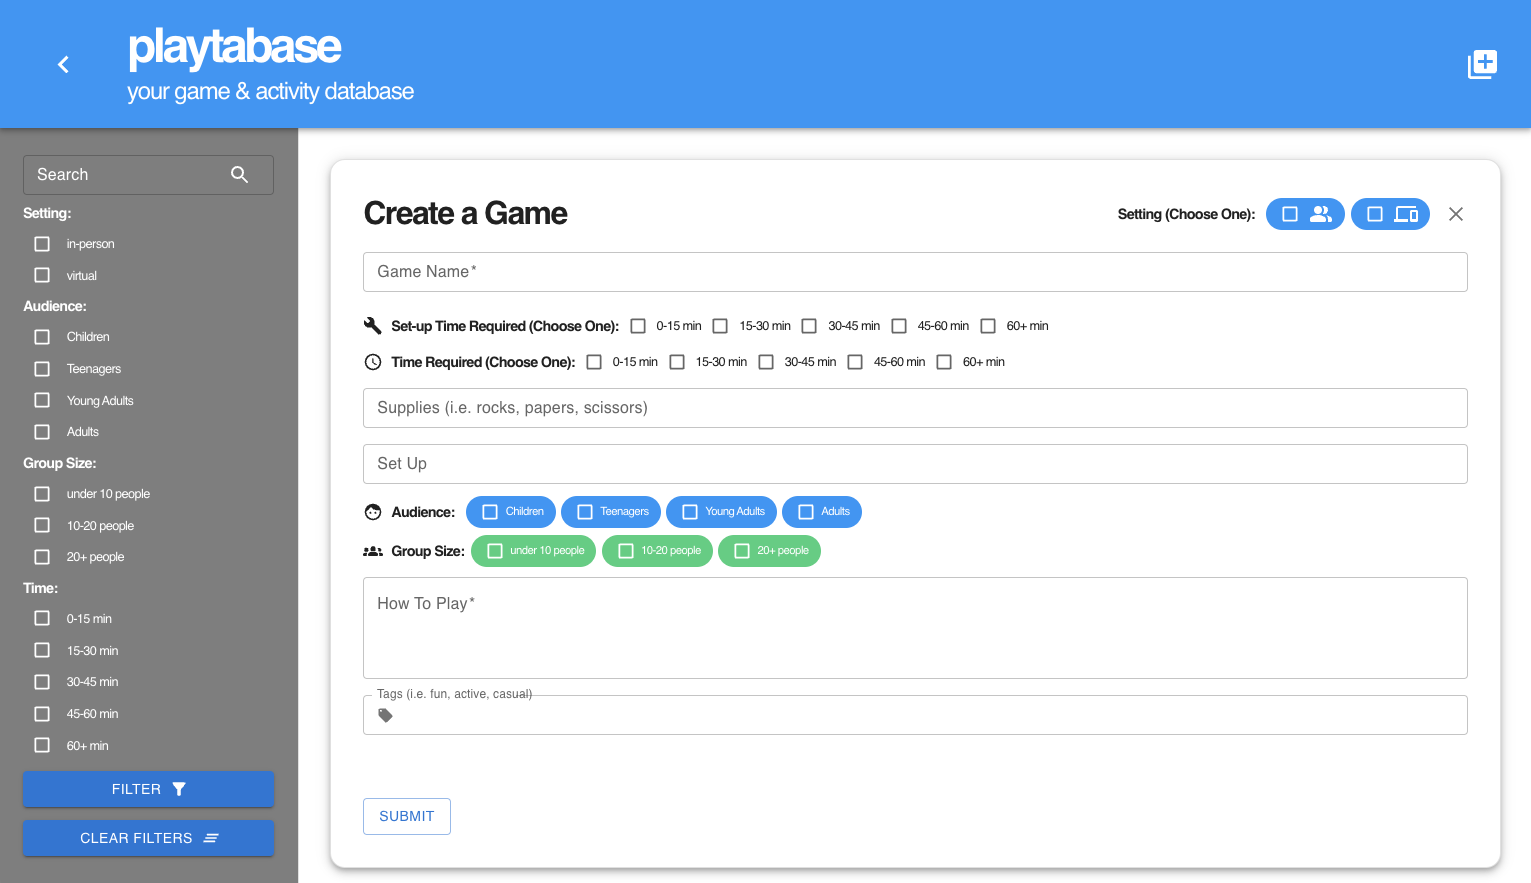 playtabase
your game & activity database
Search
Setting:
in-person
virtual
Audience:
Children
Teenagers
Young Adults
Adults
Group Size:
under 10 people
10-20 people
20+ people
Time:
0-15 min
15-30 min
30-45 min
45-60 min
60+ min
FILTER
CLEAR FILTERS
Create a Game
Setting (Choose One):
Game Name*
Set-up Time Required (Choose One): 0-15 min 15-30 min 30-45 min 45-60 min 60+ min
Time Required (Choose One): 0-15 min 15-30 min 30-45 min 45-60 min 60+ min
Supplies (i.e. rocks, papers, scissors)
Set Up
Audience: Children Teenagers Young Adults Adults
Group Size: under 10 people 10-20 people 20+ people
How To Play*
Tags (i.e. fun, active, casual)
SUBMIT